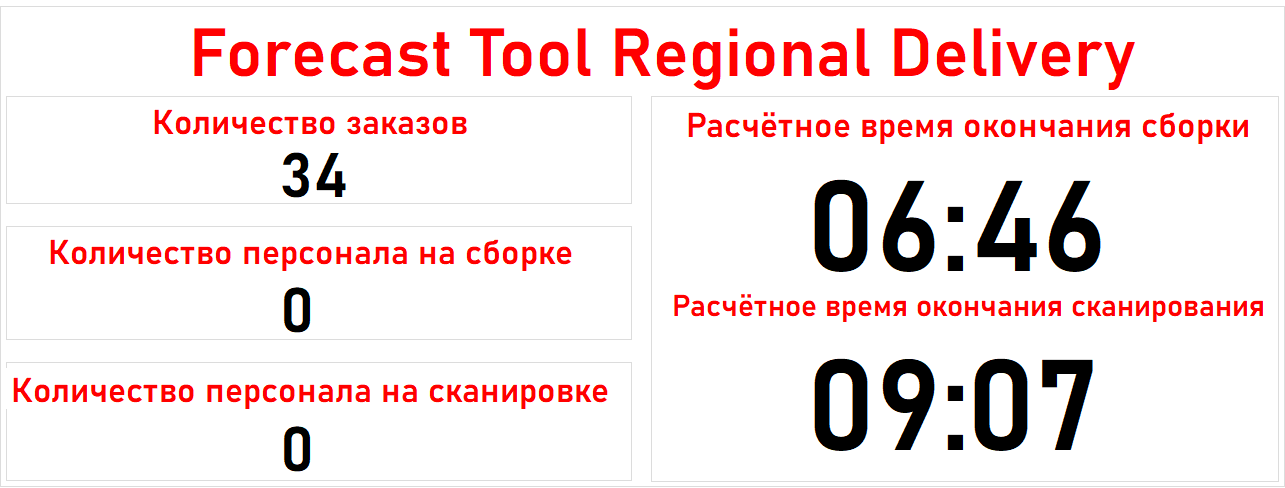 Forecast Tool Regional Delivery
Количество заказов
34
Количество персонала на сборке
0
Количество персонала на сканировке
0
Расчётное время окончания сборки
06:46
Расчётное время окончания сканирования
09:07